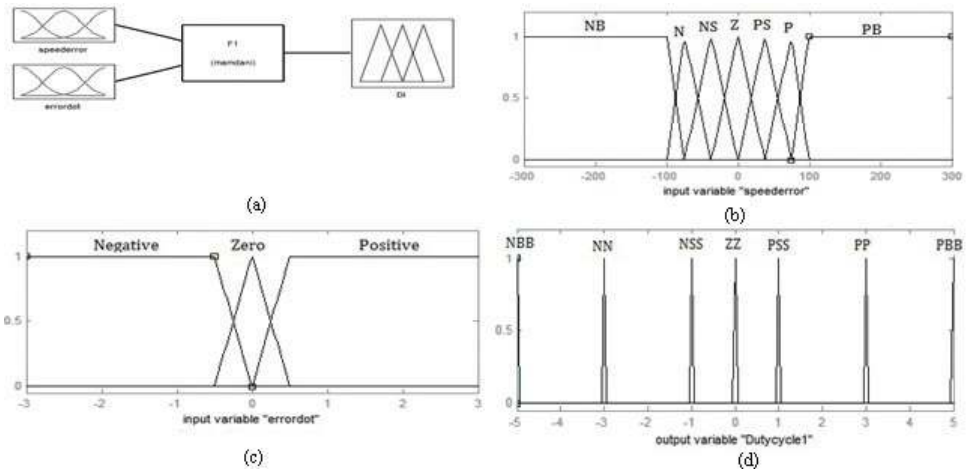 speederror
errordot
F1
(mamdani)
DI
(a)
NB N NS Z PS P PB
1
0.5
0
-300 -200 -100 0 100 200 300
input variable "speederror"
(b)
Negative Zero Positive
1
0.5
0
-3 -2 -1 0 1 2 3
input variable "errordot"
(c)
NBB NN NSS ZZ PSS PP PBB
1
0.5
0
-5 -4 -3 -2 -1 0 1 2 3 4 5
output variable "Dutycycle1"
(d)